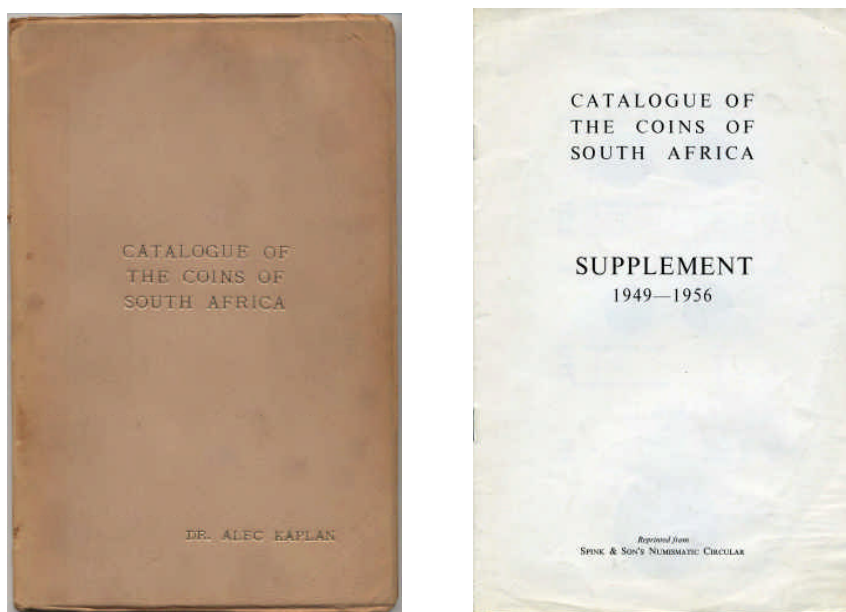 CATALOGUE OF
THE COINS OF
SOUTH AFRICA
DR. ALEC KAPLAN
CATALOGUE OF
THE COINS OF
SOUTH AFRICA
SUPPLEMENT
1949—1956
Reprinted from
SPINK & SON'S NUMISMATIC CIRCULAR